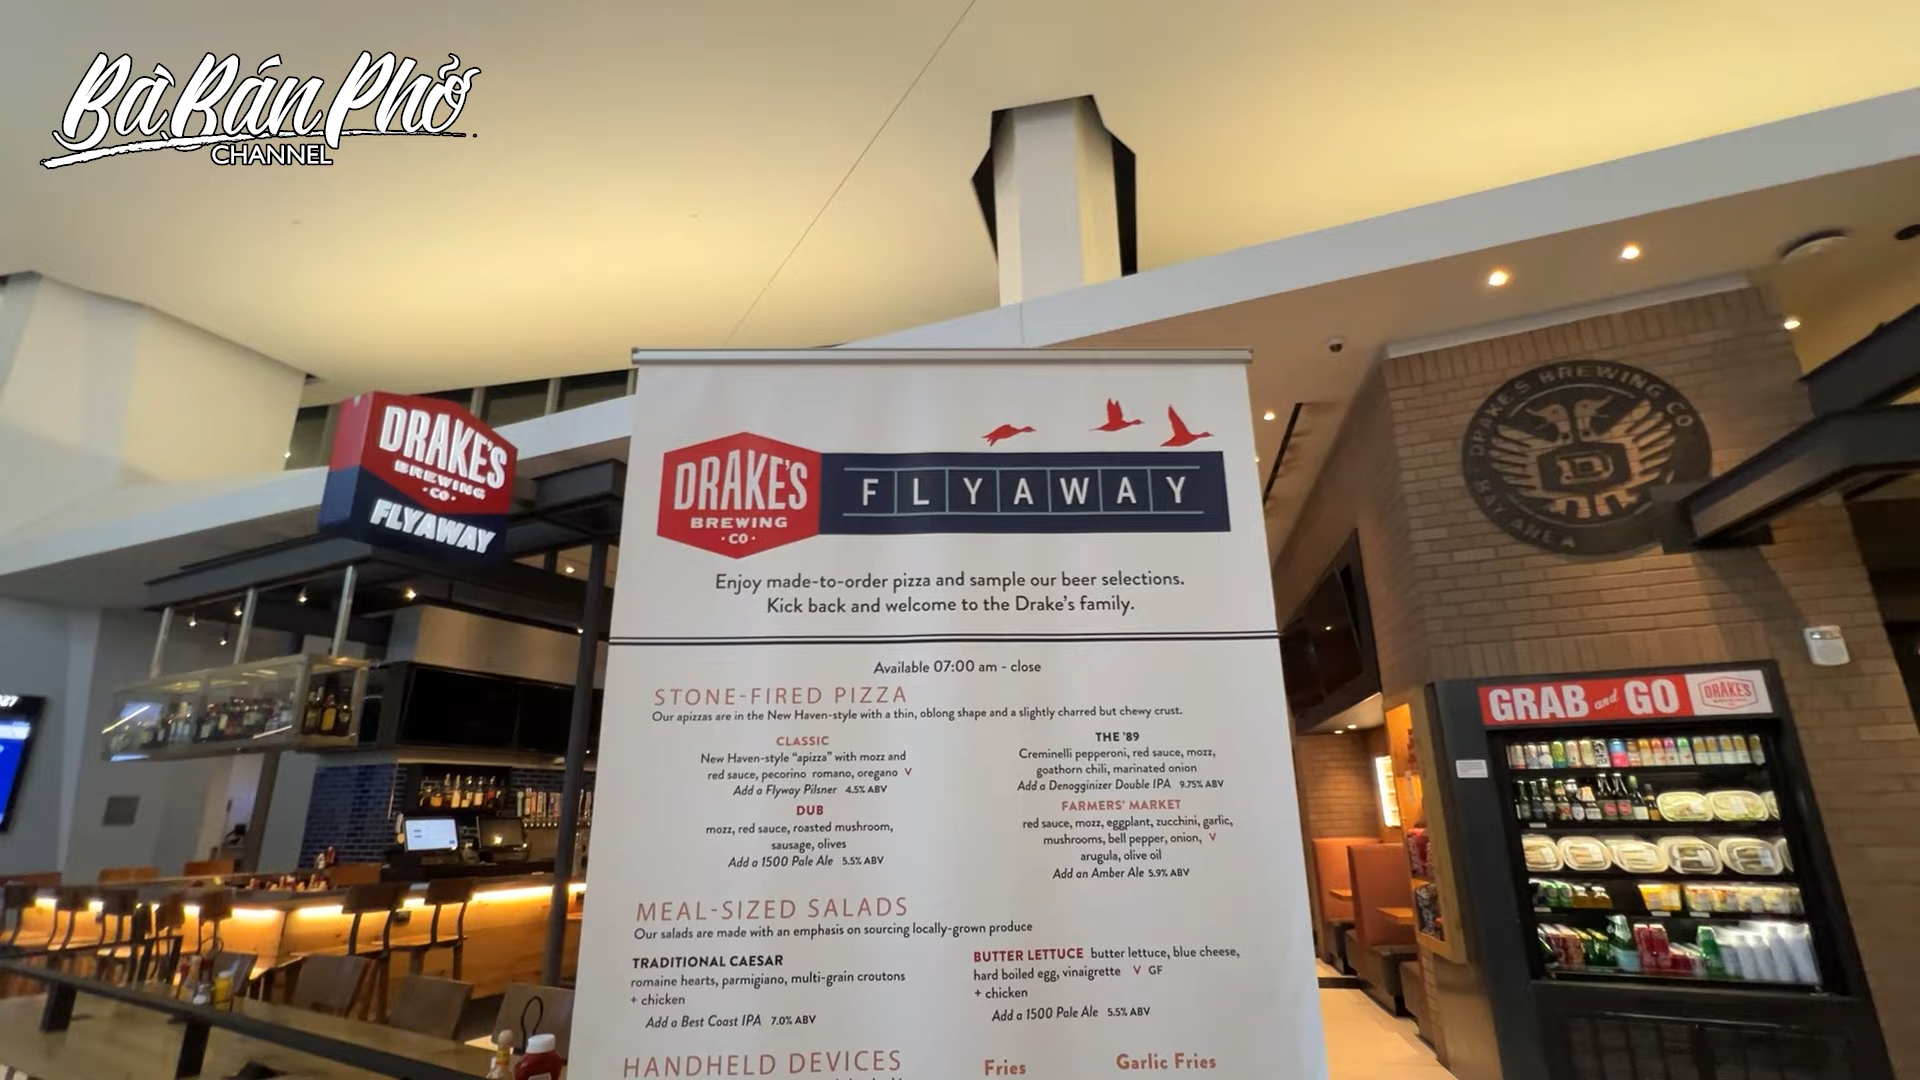 Bà Bán Phở
CHANNEL
DRAKE'S
BREWING
·CO·
FLYAWAY
DRAKE'S
BREWING
·CO·
FLYAWAY
Enjoy made-to-order pizza and sample our beer selections.
Kick back and welcome to the Drake's family.
Available 07:00 am - close
STONE-FIRED PIZZA
Our apizzas are in the New Haven-style with a thin, oblong shape and a slightly charred but chewy crust.
CLASSIC
New Haven-style "apizza" with mozz and
red sauce, pecorino romano, oregano V
Add a Flyway Pilsner 4.5% ABV
DUB
mozz, red sauce, roasted mushroom,
sausage, olives
Add a 1500 Pale Ale 5.5% ABV
THE '89
Creminelli pepperoni, red sauce, mozz,
goathorn chili, marinated onion
Add a Denogginizer Double IPA 9.75% ABV
FARMERS' MARKET
red sauce, mozz, eggplant, zucchini, garlic,
mushrooms, bell pepper, onion, V
arugula, olive oil
Add an Amber Ale 5.9% ABV
MEAL-SIZED SALADS
Our salads are made with an emphasis on sourcing locally-grown produce
TRADITIONAL CAESAR
romaine hearts, parmigiano, multi-grain croutons
+ chicken
Add a Best Coast IPA 7.0% ABV
BUTTER LETTUCE butter lettuce, blue cheese,
hard boiled egg, vinaigrette V GF
+ chicken
Add a 1500 Pale Ale 5.5% ABV
HANDHELD DEVICES
Fries
Garlic Fries
DRAKE'S BREWING CO
BAY AREA
GRAB and GO
DRAKE'S